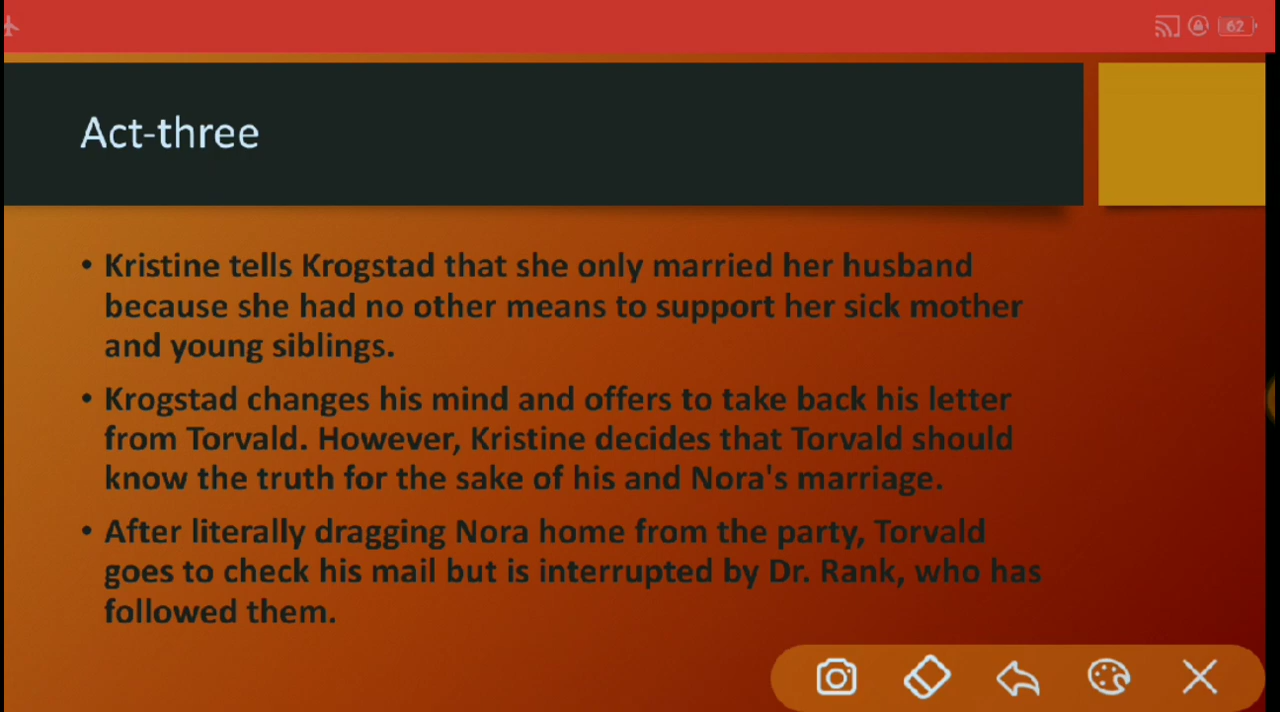 62
Act-three
• Kristine tells Krogstad that she only married her husband
because she had no other means to support her sick mother
and young siblings.
• Krogstad changes his mind and offers to take back his letter
from Torvald. However, Kristine decides that Torvald should
know the truth for the sake of his and Nora's marriage.
• After literally dragging Nora home from the party, Torvald
goes to check his mail but is interrupted by Dr. Rank, who has
followed them.